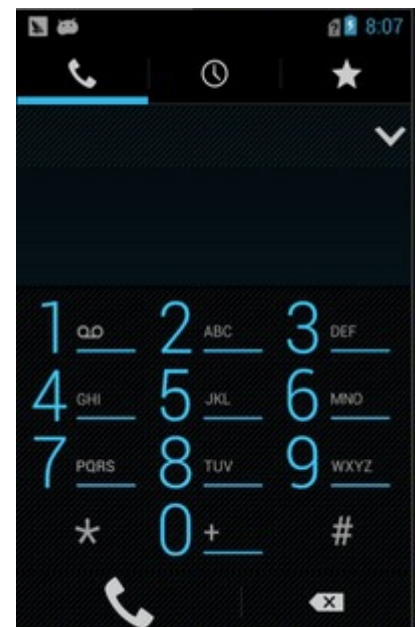 8:07
1 2 ABC 3 DEF
4 GHI 5 JKL 6 MNO
7 PQRS 8 TUV 9 WXYZ
* 0 + #